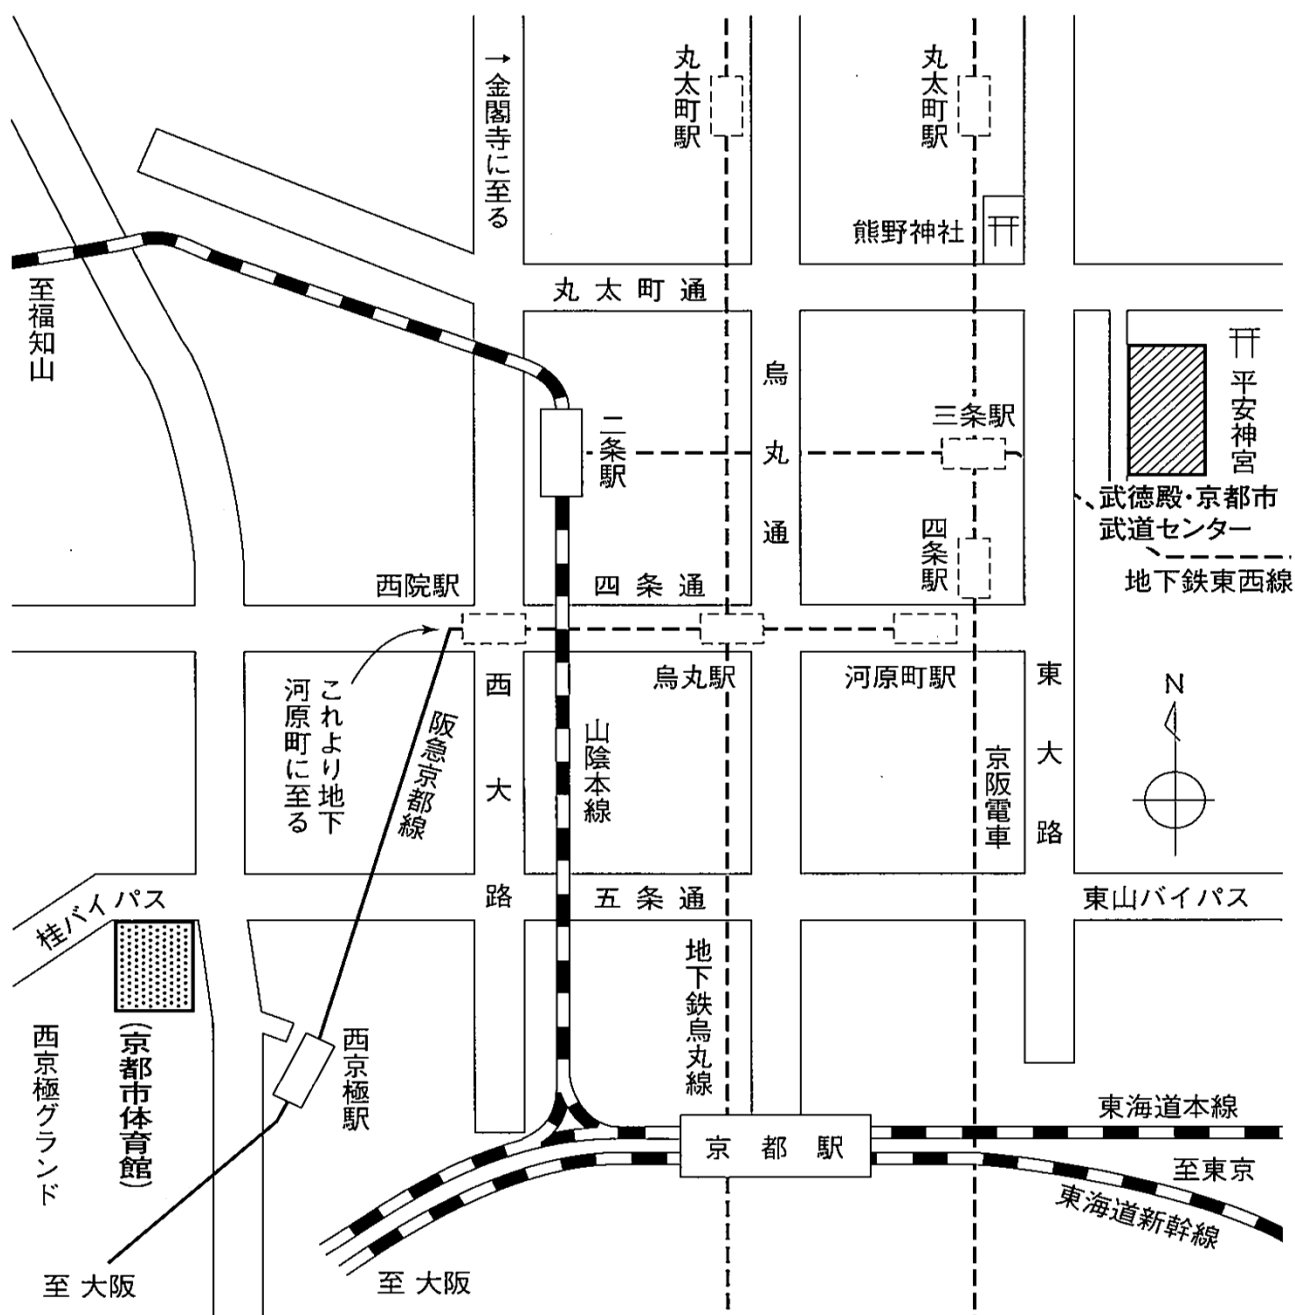 →金閣寺に至る
丸太町駅
丸太町駅
熊野神社
丸太町通
至福知山
二条駅
烏丸通
三条駅
平安神宮
武徳殿・京都市
武道センター
四条駅
地下鉄東西線
西院駅
四条通
烏丸駅
河原町駅
これより地下
河原町に至る
阪急京都線
西大路
山陰本線
京阪電車
東大路
N
桂バイパス
五条通
東山バイパス
西京極グランド
(京都市体育館)
西京極駅
地下鉄烏丸線
京都駅
東海道本線
至東京
東海道新幹線
至 大阪
至 大阪